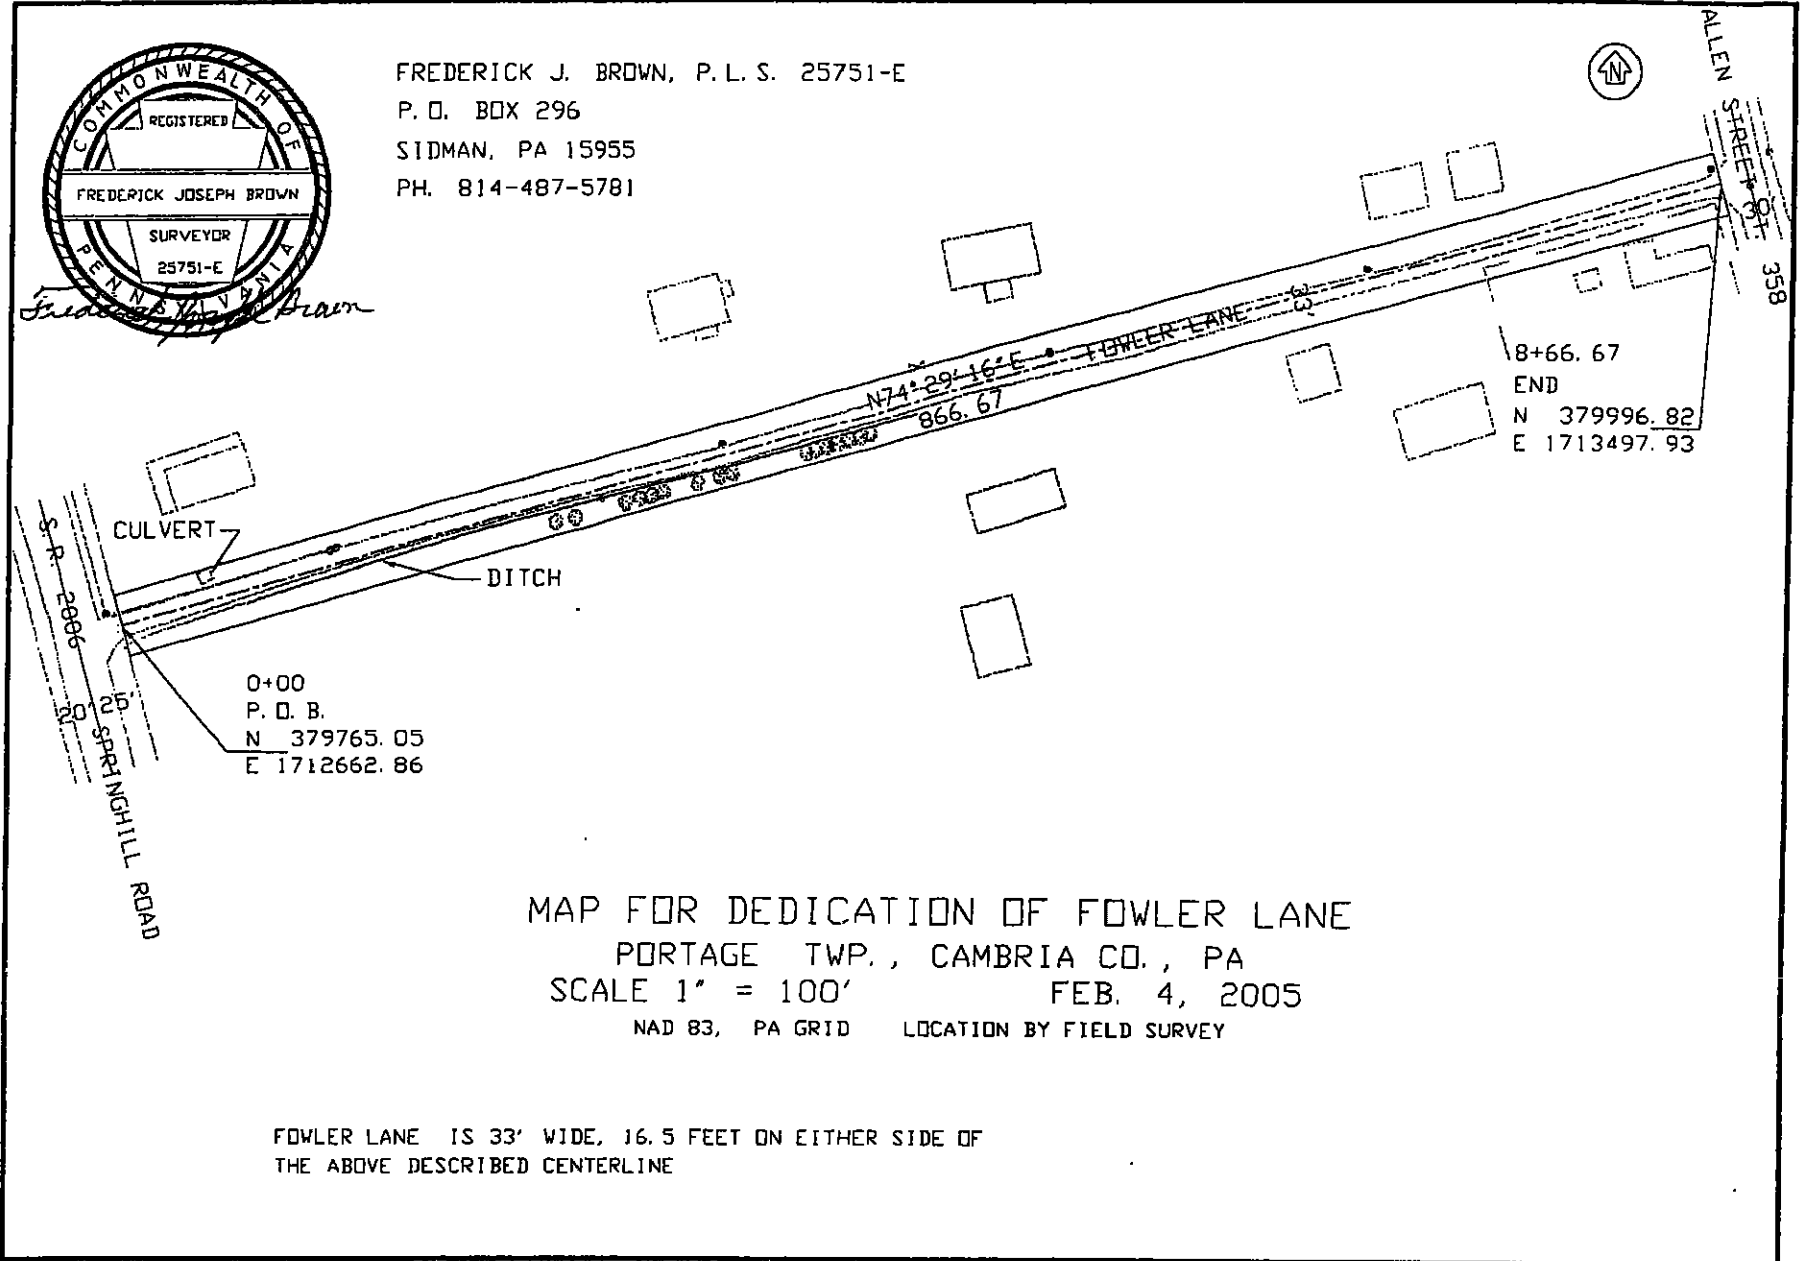 COMMONWEALTH OF
REGISTERED
FREDERICK JOSEPH BROWN
SURVEYOR
25751-E
PENNSYLVANIA
Frederick Joseph Brown
FREDERICK J. BROWN, P.L.S. 25751-E
P.O. BOX 296
SIDMAN, PA 15955
PH. 814-487-5781
N
ALLEN STREET
T. 358
30'
33'
FOWLER LANE
N74°29'16"E
866.67
8+66.67
END
N 379996.82
E 1713497.93
CULVERT
DITCH
S.R. 2006
SPRINGHILL ROAD
20' 25'
0+00
P.O.B.
N 379765.05
E 1712662.86
MAP FOR DEDICATION OF FOWLER LANE
PORTAGE TWP., CAMBRIA CO., PA
SCALE 1" = 100' FEB. 4, 2005
NAD 83, PA GRID LOCATION BY FIELD SURVEY
FOWLER LANE IS 33' WIDE, 16.5 FEET ON EITHER SIDE OF
THE ABOVE DESCRIBED CENTERLINE